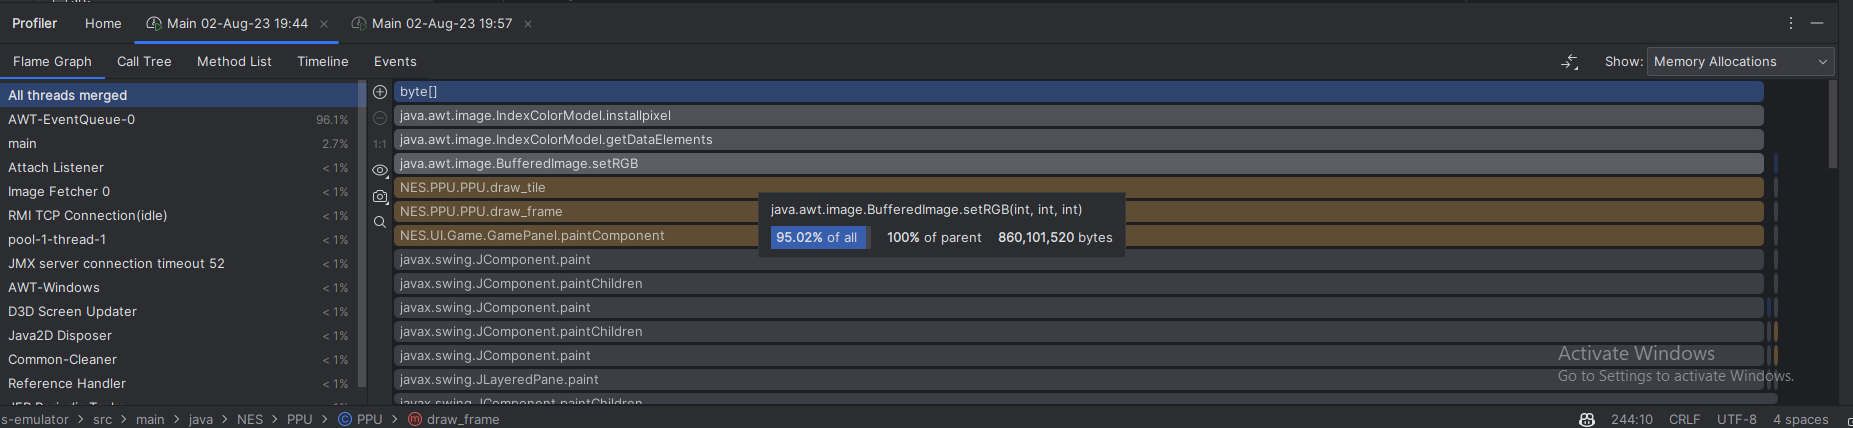 Profiler Home Main 02-Aug-23 19:44 × Main 02-Aug-23 19:57 ×
Flame Graph Call Tree Method List Timeline Events Show: Memory Allocations
All threads merged
AWT-EventQueue-0 96.1%
main 2.7%
Attach Listener < 1%
Image Fetcher 0 < 1%
RMI TCP Connection(idle) < 1%
pool-1-thread-1 < 1%
JMX server connection timeout 52 < 1%
AWT-Windows < 1%
D3D Screen Updater < 1%
Java2D Disposer < 1%
Common-Cleaner < 1%
Reference Handler < 1%
1:1
byte[]
java.awt.image.IndexColorModel.installpixel
java.awt.image.IndexColorModel.getDataElements
java.awt.image.BufferedImage.setRGB
NES.PPU.PPU.draw_tile
NES.PPU.PPU.draw_frame
NES.UI.Game.GamePanel.paintComponent
javax.swing.JComponent.paint
javax.swing.JComponent.paintChildren
javax.swing.JComponent.paint
javax.swing.JComponent.paintChildren
javax.swing.JComponent.paint
javax.swing.JLayeredPane.paint
javax.swing.JComponent.paintChildren
java.awt.image.BufferedImage.setRGB(int, int, int)
95.02% of all 100% of parent 860,101,520 bytes
Activate Windows
Go to Settings to activate Windows.
s-emulator > src > main > java > NES > PPU > PPU > draw_frame 244:10 CRLF UTF-8 4 spaces